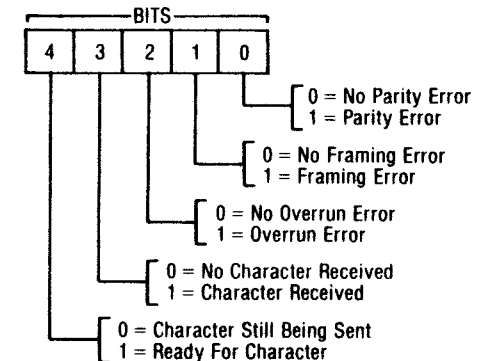 BITS
4 3 2 1 0
0 = No Parity Error
1 = Parity Error
0 = No Framing Error
1 = Framing Error
0 = No Overrun Error
1 = Overrun Error
0 = No Character Received
1 = Character Received
0 = Character Still Being Sent
1 = Ready For Character